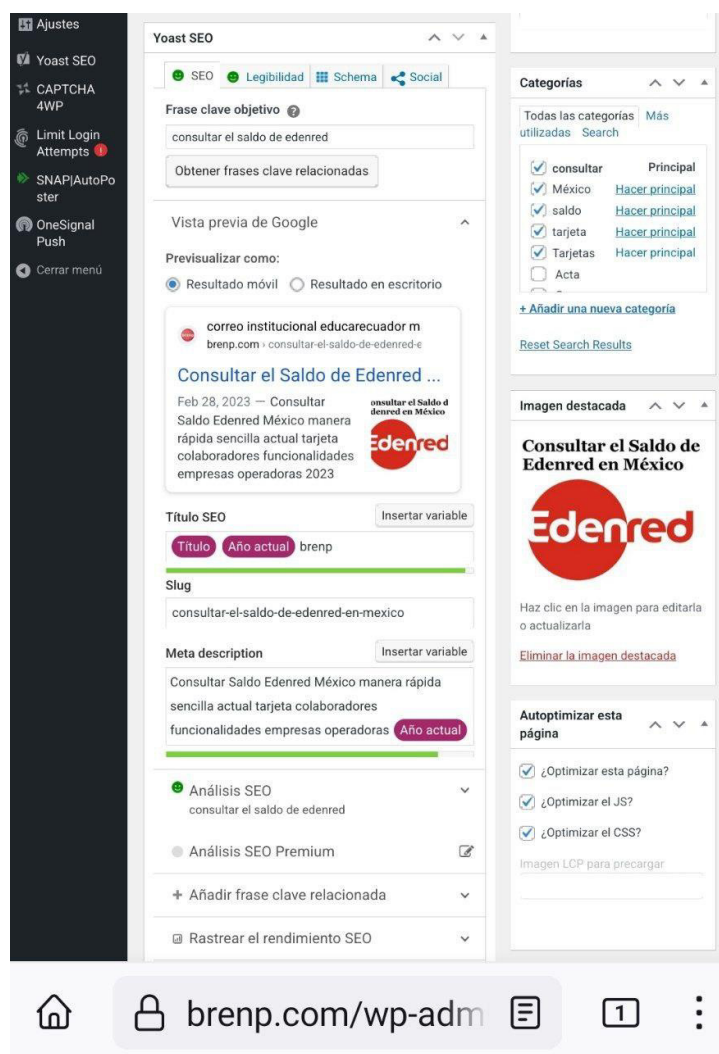 Ajustes
Yoast SEO
CAPTCHA
4WP
Limit Login
Attempts !
SNAP|AutoPo
ster
OneSignal
Push
Cerrar menú
Yoast SEO
SEO Legibilidad Schema Social
Frase clave objetivo ?
consultar el saldo de edenred
Obtener frases clave relacionadas
Vista previa de Google
Previsualizar como:
Resultado móvil Resultado en escritorio
correo institucional educarecuador m
brenp.com › consultar-el-saldo-de-edenred-e
Consultar el Saldo de Edenred ...
Feb 28, 2023 — Consultar
Saldo Edenred México manera
rápida sencilla actual tarjeta
colaboradores funcionalidades
empresas operadoras 2023
onsultar el Saldo d
denred en México
Edenred
Título SEO
Insertar variable
Título Año actual brenp
Slug
consultar-el-saldo-de-edenred-en-mexico
Meta description
Insertar variable
Consultar Saldo Edenred México manera rápida
sencilla actual tarjeta colaboradores
funcionalidades empresas operadoras Año actual
Análisis SEO
consultar el saldo de edenred
Análisis SEO Premium
Añadir frase clave relacionada
Rastrear el rendimiento SEO
Categorías
Todas las categorías Más
utilizadas Search
consultar Principal
México Hacer principal
saldo Hacer principal
tarjeta Hacer principal
Tarjetas Hacer principal
Acta
+ Añadir una nueva categoría
Reset Search Results
Imagen destacada
Consultar el Saldo de
Edenred en México
Edenred
Haz clic en la imagen para editarla
o actualizarla
Eliminar la imagen destacada
Autoptimizar esta
página
¿Optimizar esta página?
¿Optimizar el JS?
¿Optimizar el CSS?
Imagen LCP para precargar
brenp.com/wp-adm
1